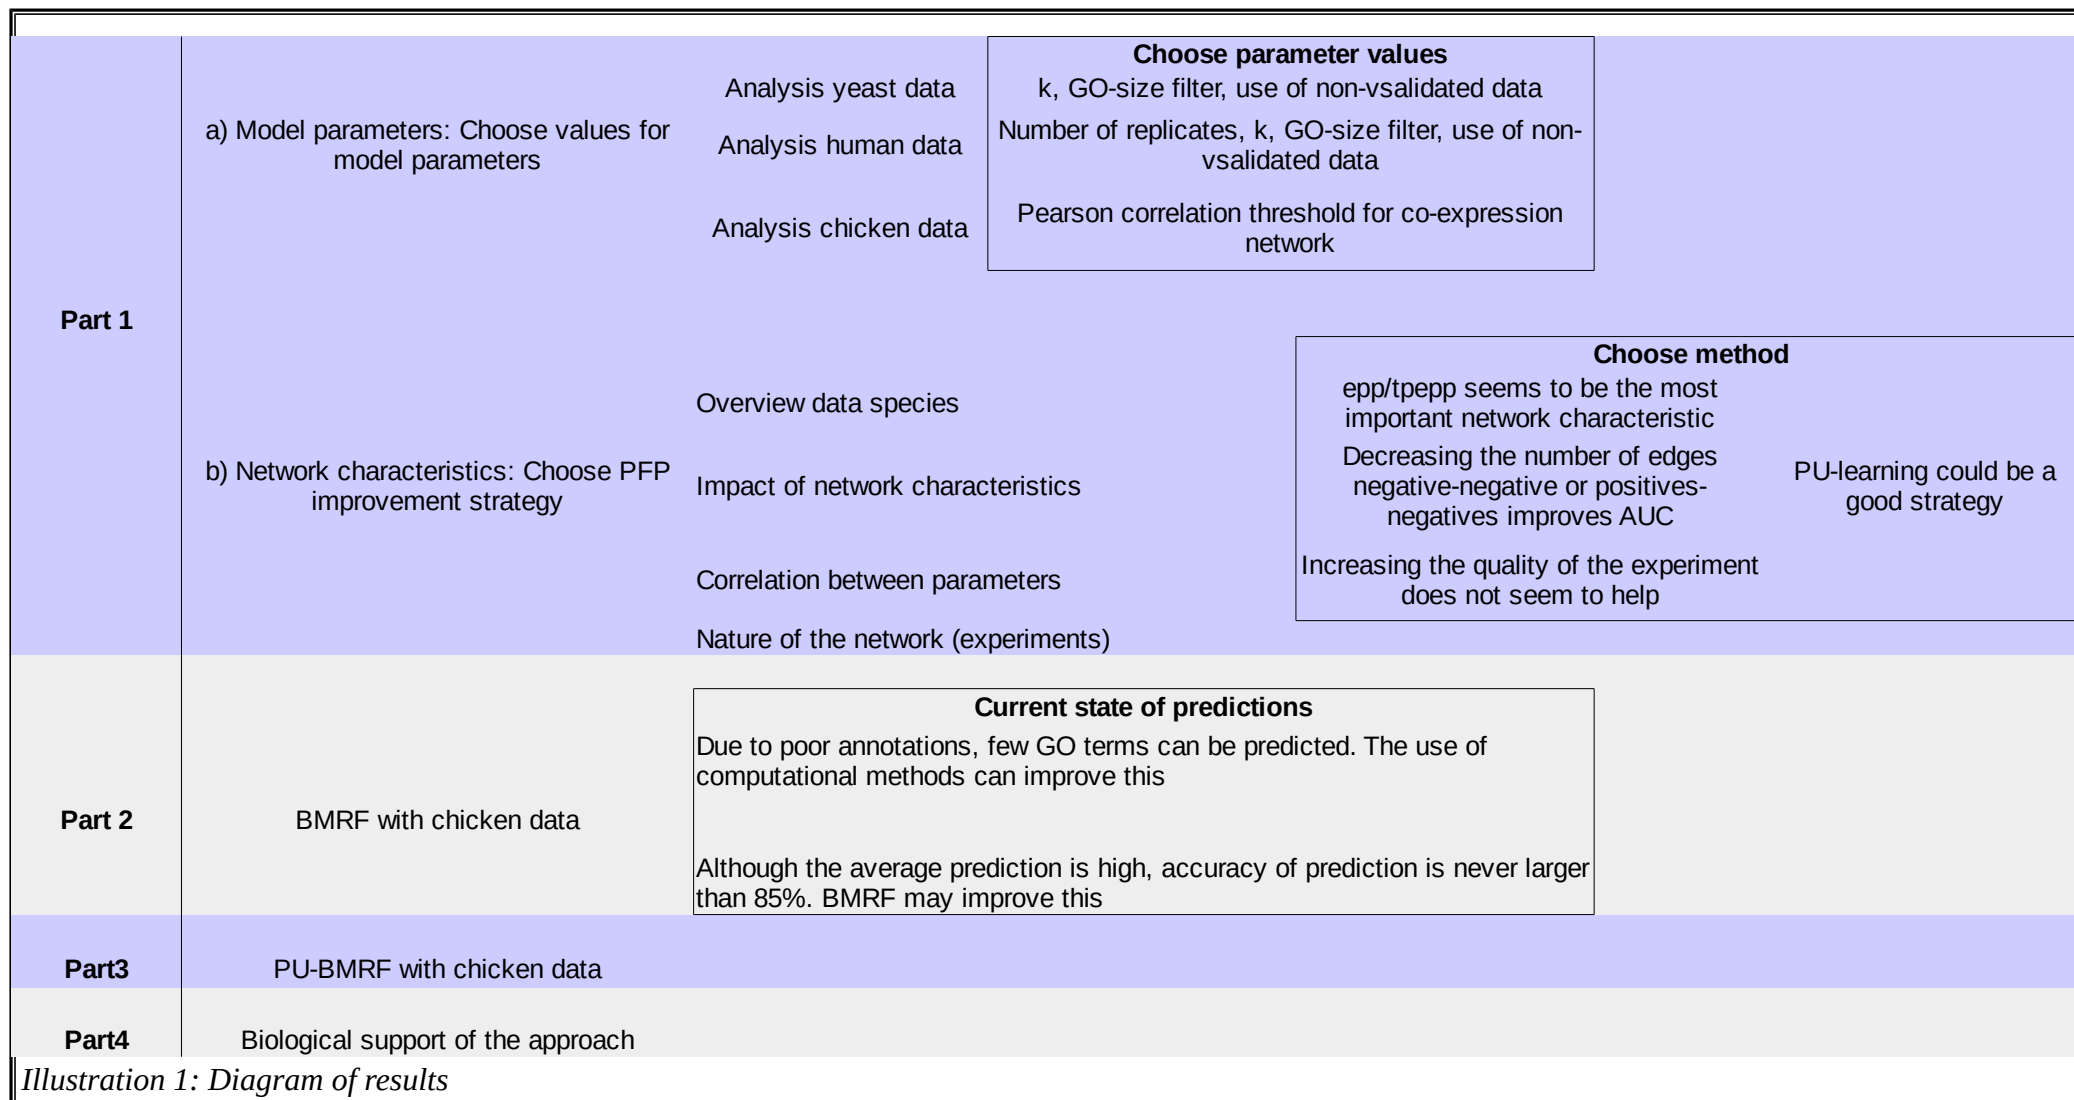 Choose parameter values
Analysis yeast data
k, GO-size filter, use of non-vsalidated data
a) Model parameters: Choose values for
model parameters
Analysis human data
Number of replicates, k, GO-size filter, use of non-
vsalidated data
Analysis chicken data
Pearson correlation threshold for co-expression
network
Part 1
Choose method
Overview data species
epp/tpepp seems to be the most
important network characteristic
b) Network characteristics: Choose PFP
improvement strategy
Impact of network characteristics
Decreasing the number of edges
negative-negative or positives-
negatives improves AUC
PU-learning could be a
good strategy
Correlation between parameters
Increasing the quality of the experiment
does not seem to help
Nature of the network (experiments)
Current state of predictions
Due to poor annotations, few GO terms can be predicted. The use of
computational methods can improve this
Part 2
BMRF with chicken data
Although the average prediction is high, accuracy of prediction is never larger
than 85%. BMRF may improve this
Part3
PU-BMRF with chicken data
Part4
Biological support of the approach
Illustration 1: Diagram of results